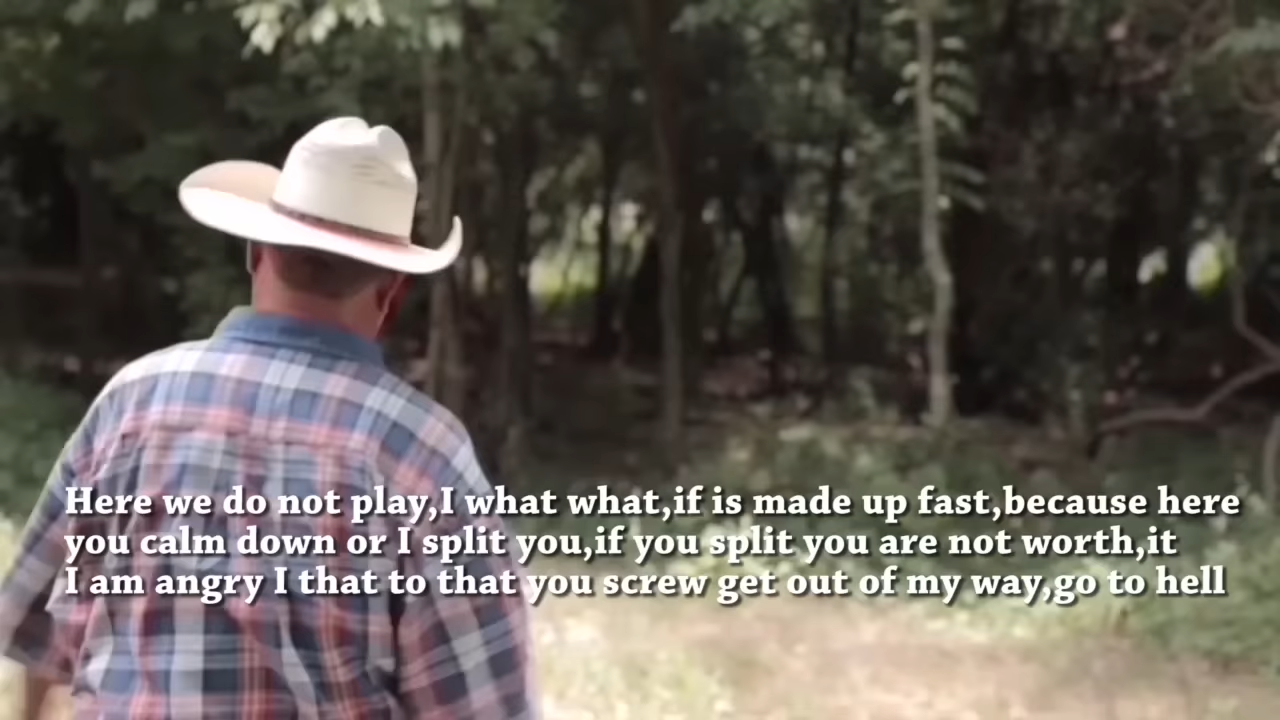 Here we do not play,I what what,if is made up fast,because here
you calm down or I split you,if you split you are not worth,it
I am angry I that to that you screw get out of my way,go to hell